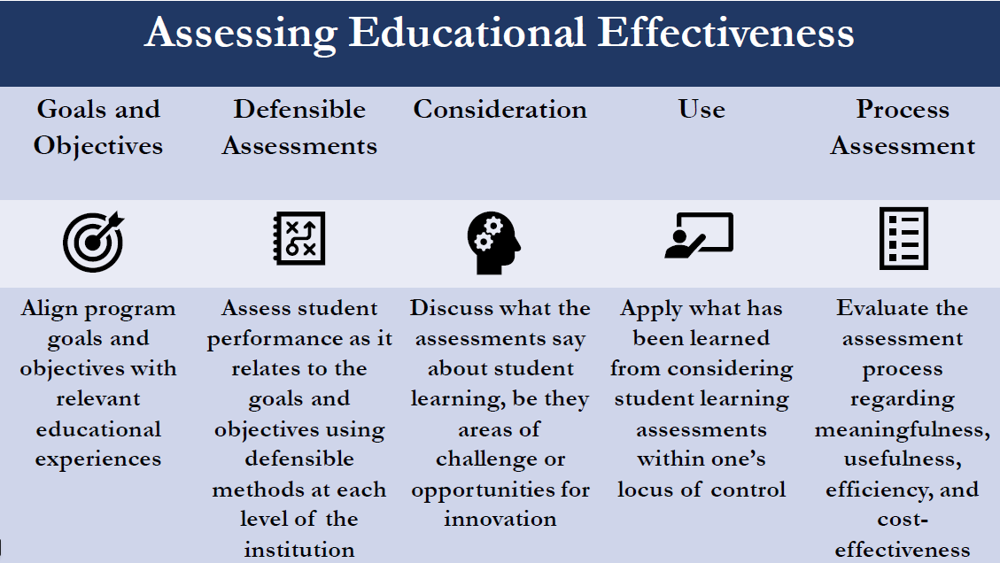 Assessing Educational Effectiveness
Goals and
Objectives
Defensible
Assessments
Consideration
Use
Process
Assessment
Align program
goals and
objectives with
relevant
educational
experiences
Assess student
performance as it
relates to the
goals and
objectives using
defensible
methods at each
level of the
institution
Discuss what the
assessments say
about student
learning, be they
areas of
challenge or
opportunities for
innovation
Apply what has
been learned
from considering
student learning
assessments
within one’s
locus of control
Evaluate the
assessment
process
regarding
meaningfulness,
usefulness,
efficiency, and
cost-
effectiveness